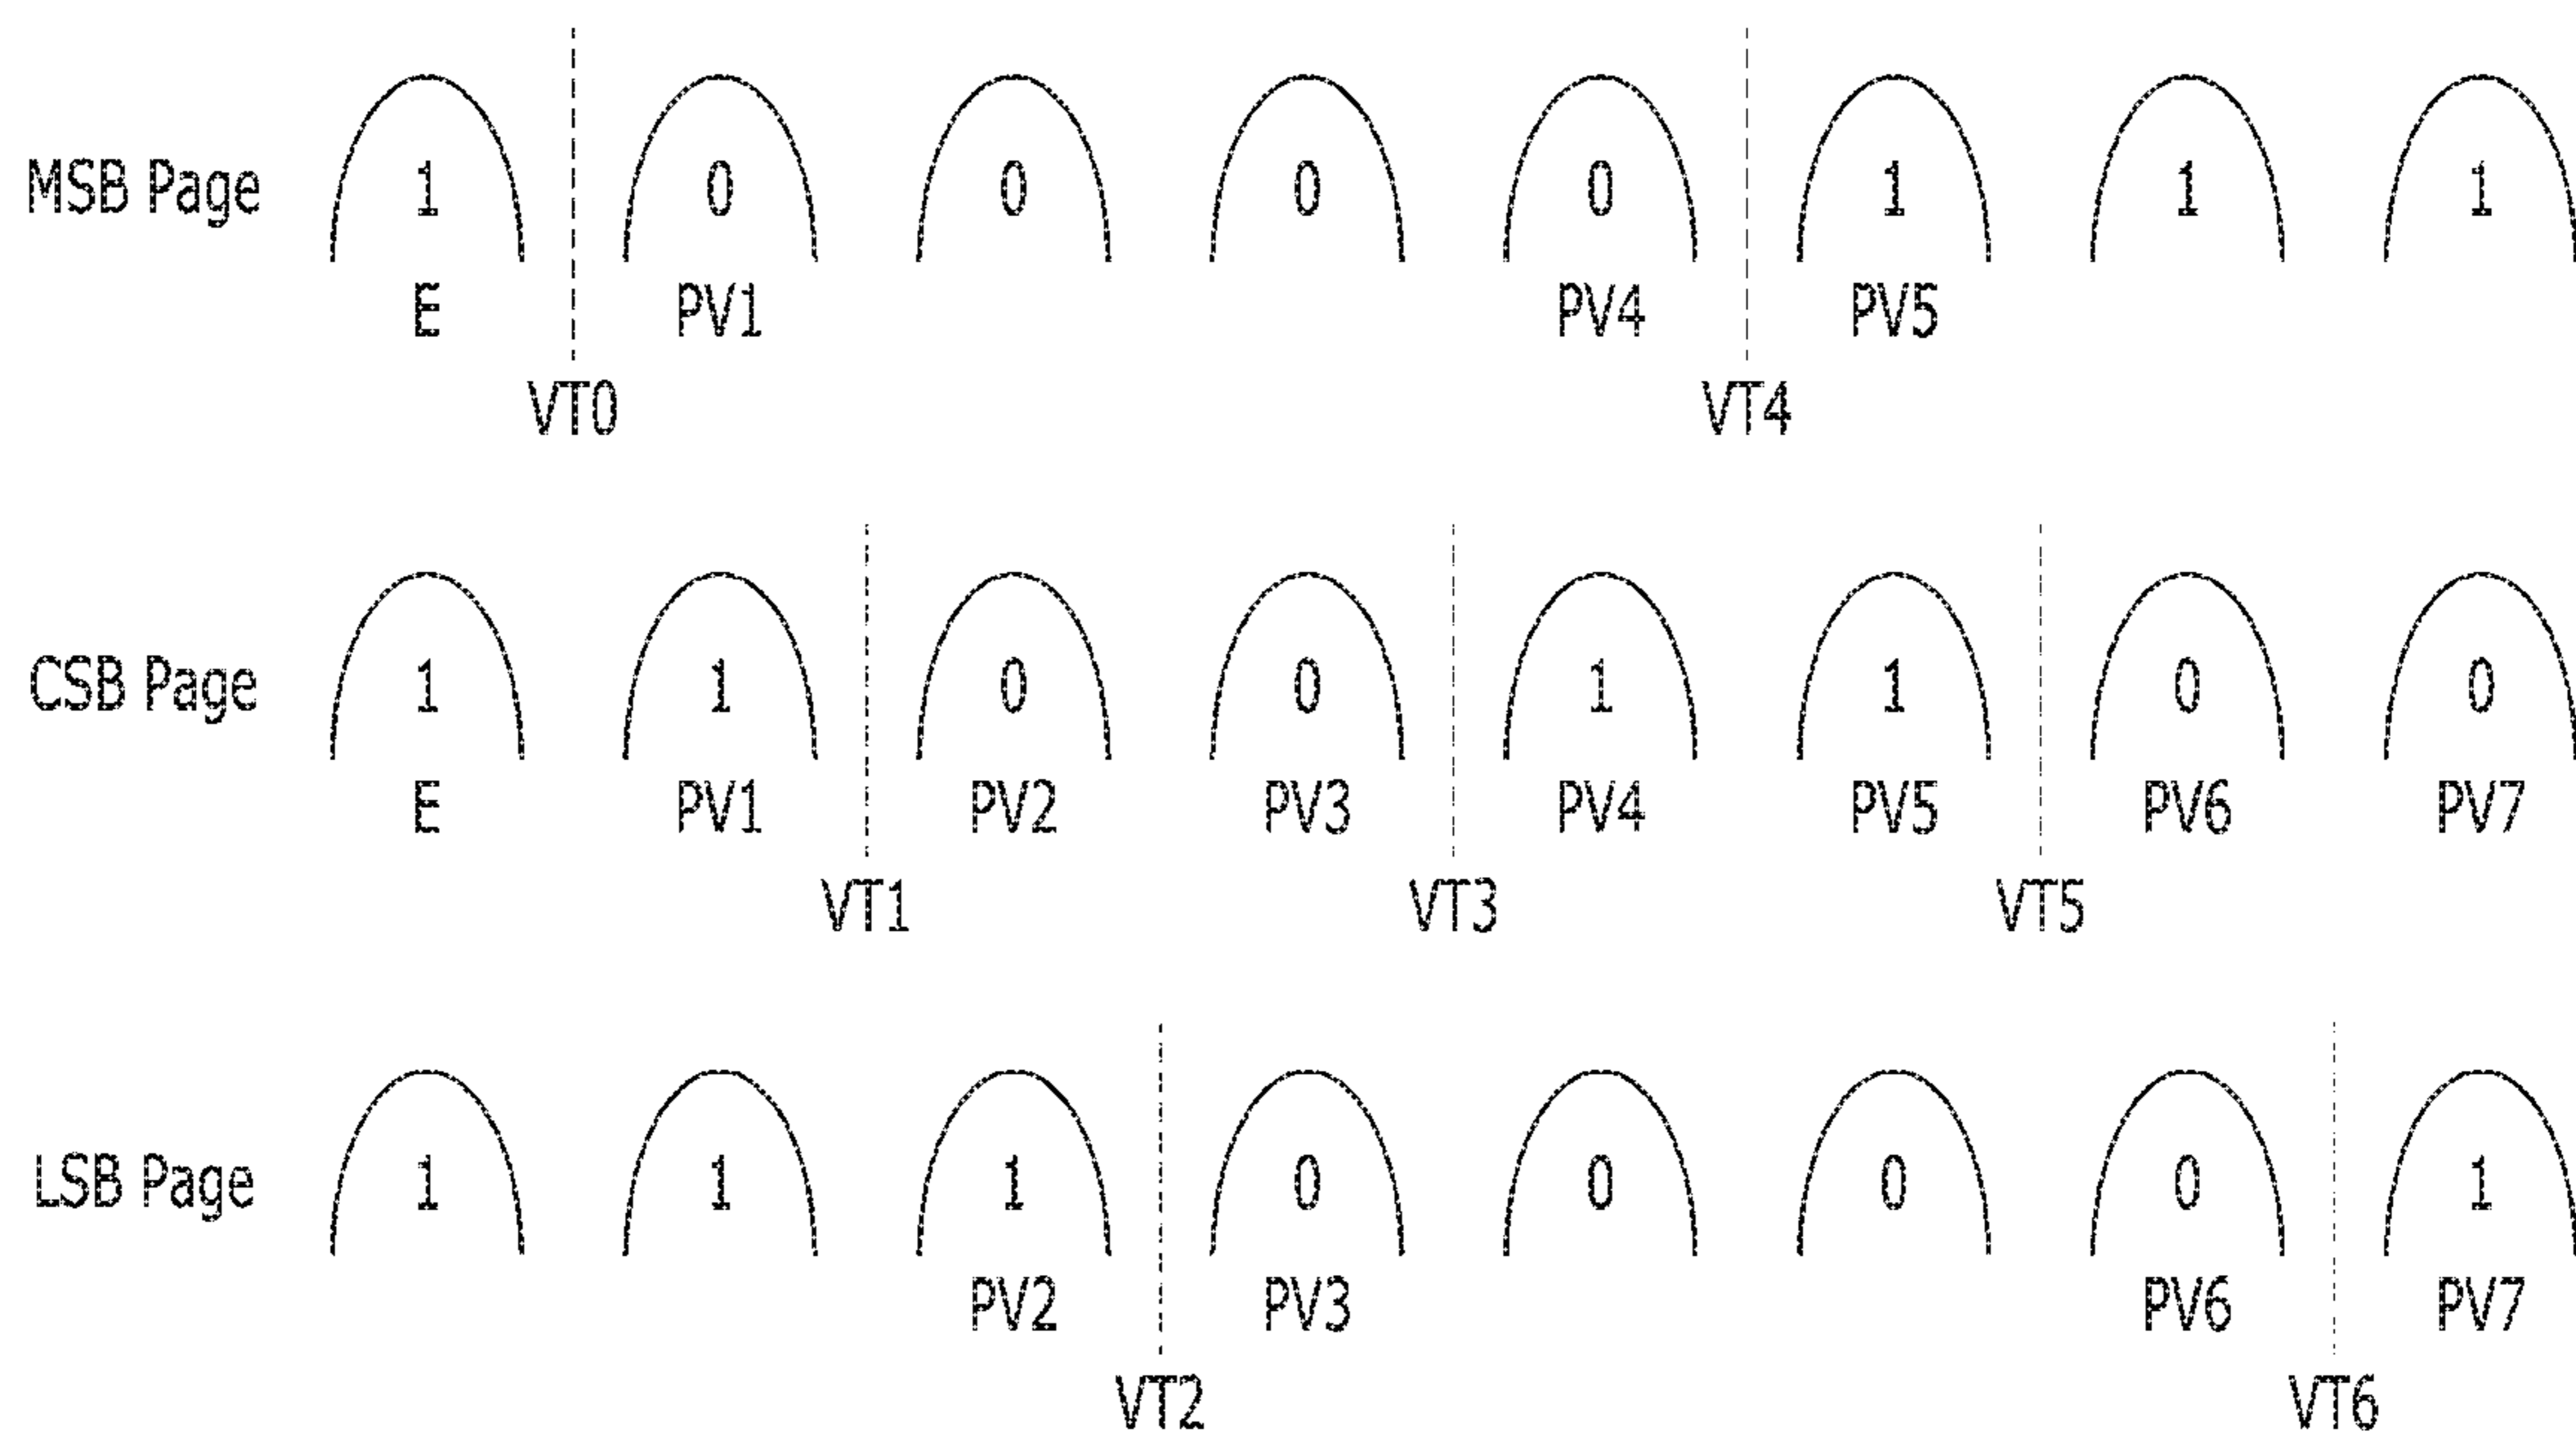 MSB Page 1 0 0 0 0 1 1 1
E PV1 PV4 PV5
VT0 VT4
CSB Page 1 1 0 0 1 1 0 0
E PV1 PV2 PV3 PV4 PV5 PV6 PV7
VT1 VT3 VT5
LSB Page 1 1 1 0 0 0 0 1
PV2 PV3 PV6 PV7
VT2 VT6